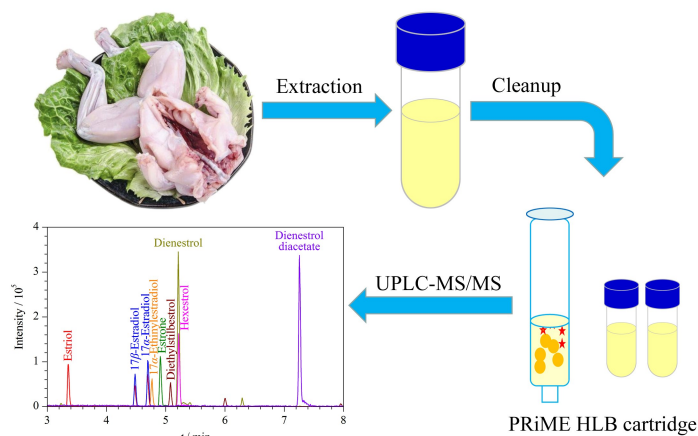 Extraction
Cleanup
UPLC-MS/MS
PRiME HLB cartridge
Intensity / 10⁵
4
3
2
1
0
Estriol
17β-Estradiol
17α-Estradiol
17α-Ethinylestradiol
Estrone
Diethylstilbestrol
Dienestrol
Hexestrol
Dienestrol
diacetate
3
4
5
6
7
8